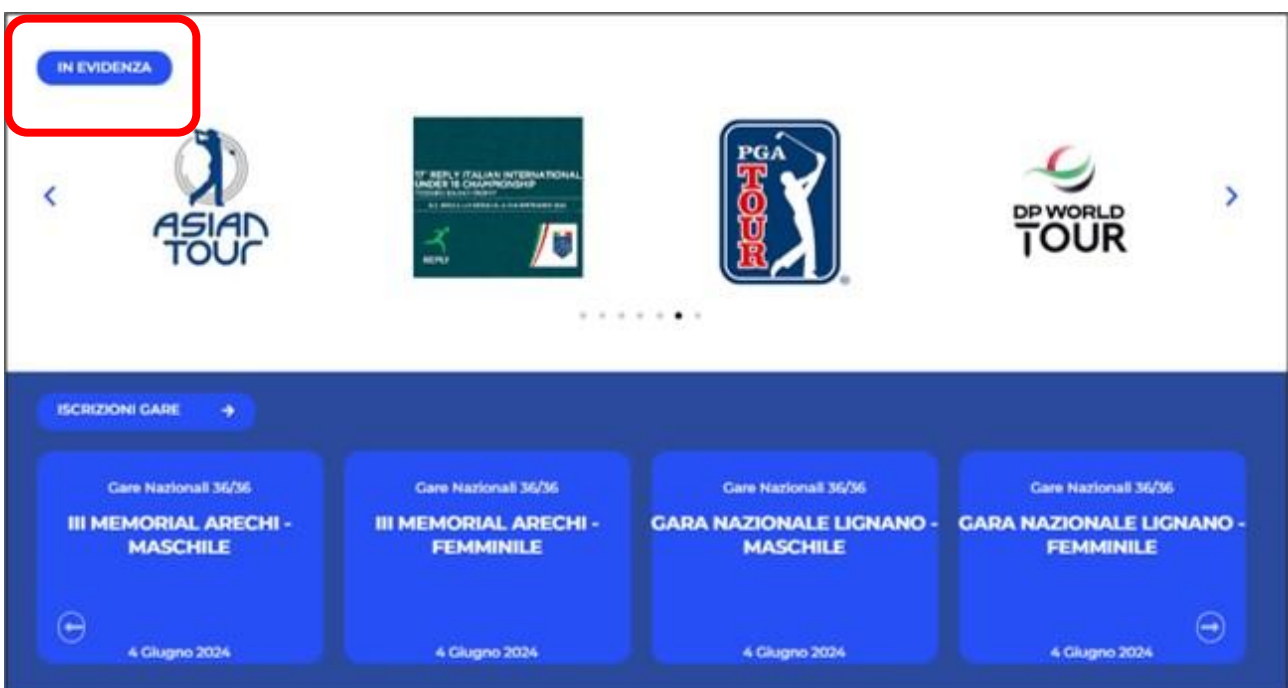 IN EVIDENZA
ASIAN
TOUR
REPLY ITALIAN INTERNATIONAL
UNDER 18 CHAMPIONSHIP
REPLY
PGA
TOUR
DP WORLD
TOUR
ISCRIZIONI GARE
Gare Nazionali 36/36
III MEMORIAL ARECHI -
MASCHILE
4 Giugno 2024
Gare Nazionali 36/36
III MEMORIAL ARECHI -
FEMMINILE
4 Giugno 2024
Gare Nazionali 36/36
GARA NAZIONALE LIGNANO -
MASCHILE
4 Giugno 2024
Gare Nazionali 36/36
GARA NAZIONALE LIGNANO -
FEMMINILE
4 Giugno 2024